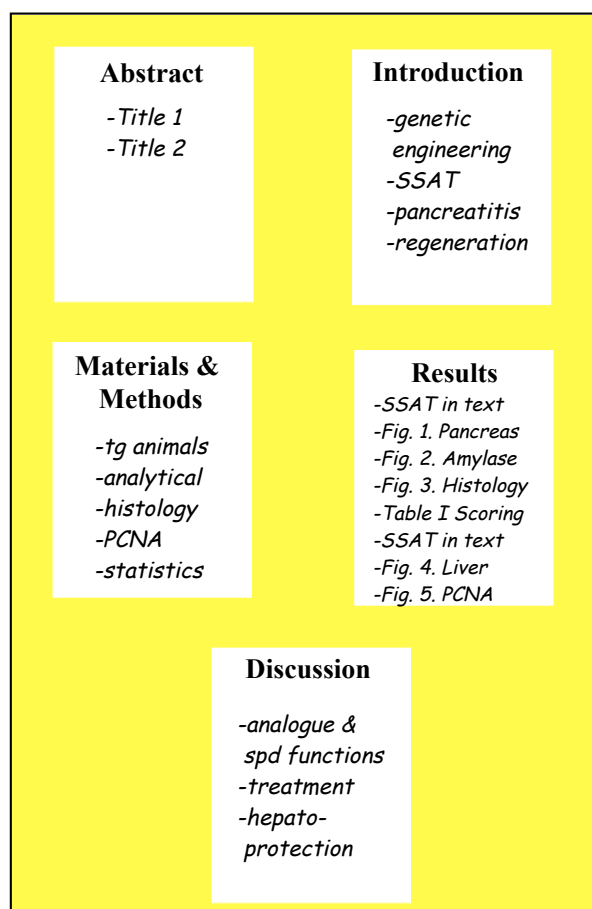 Abstract
-Title 1
-Title 2
Introduction
-genetic
engineering
-SSAT
-pancreatitis
-regeneration
Materials &
Methods
-tg animals
-analytical
-histology
-PCNA
-statistics
Results
-SSAT in text
-Fig. 1. Pancreas
-Fig. 2. Amylase
-Fig. 3. Histology
-Table I Scoring
-SSAT in text
-Fig. 4. Liver
-Fig. 5. PCNA
Discussion
-analogue &
spd functions
-treatment
-hepato-
protection